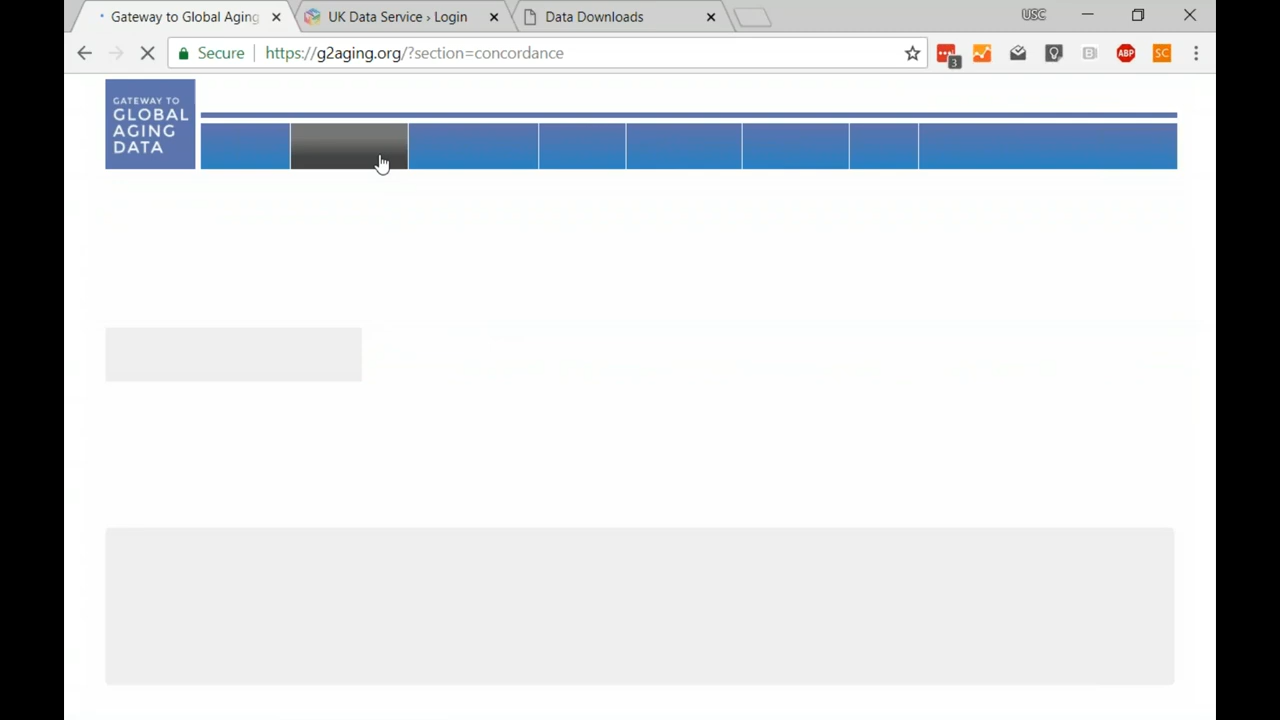 Gateway to Global Aging
UK Data Service › Login
Data Downloads
USC
Secure
https://g2aging.org/?section=concordance
3
ABP
SC
GATEWAY TO
GLOBAL
AGING
DATA